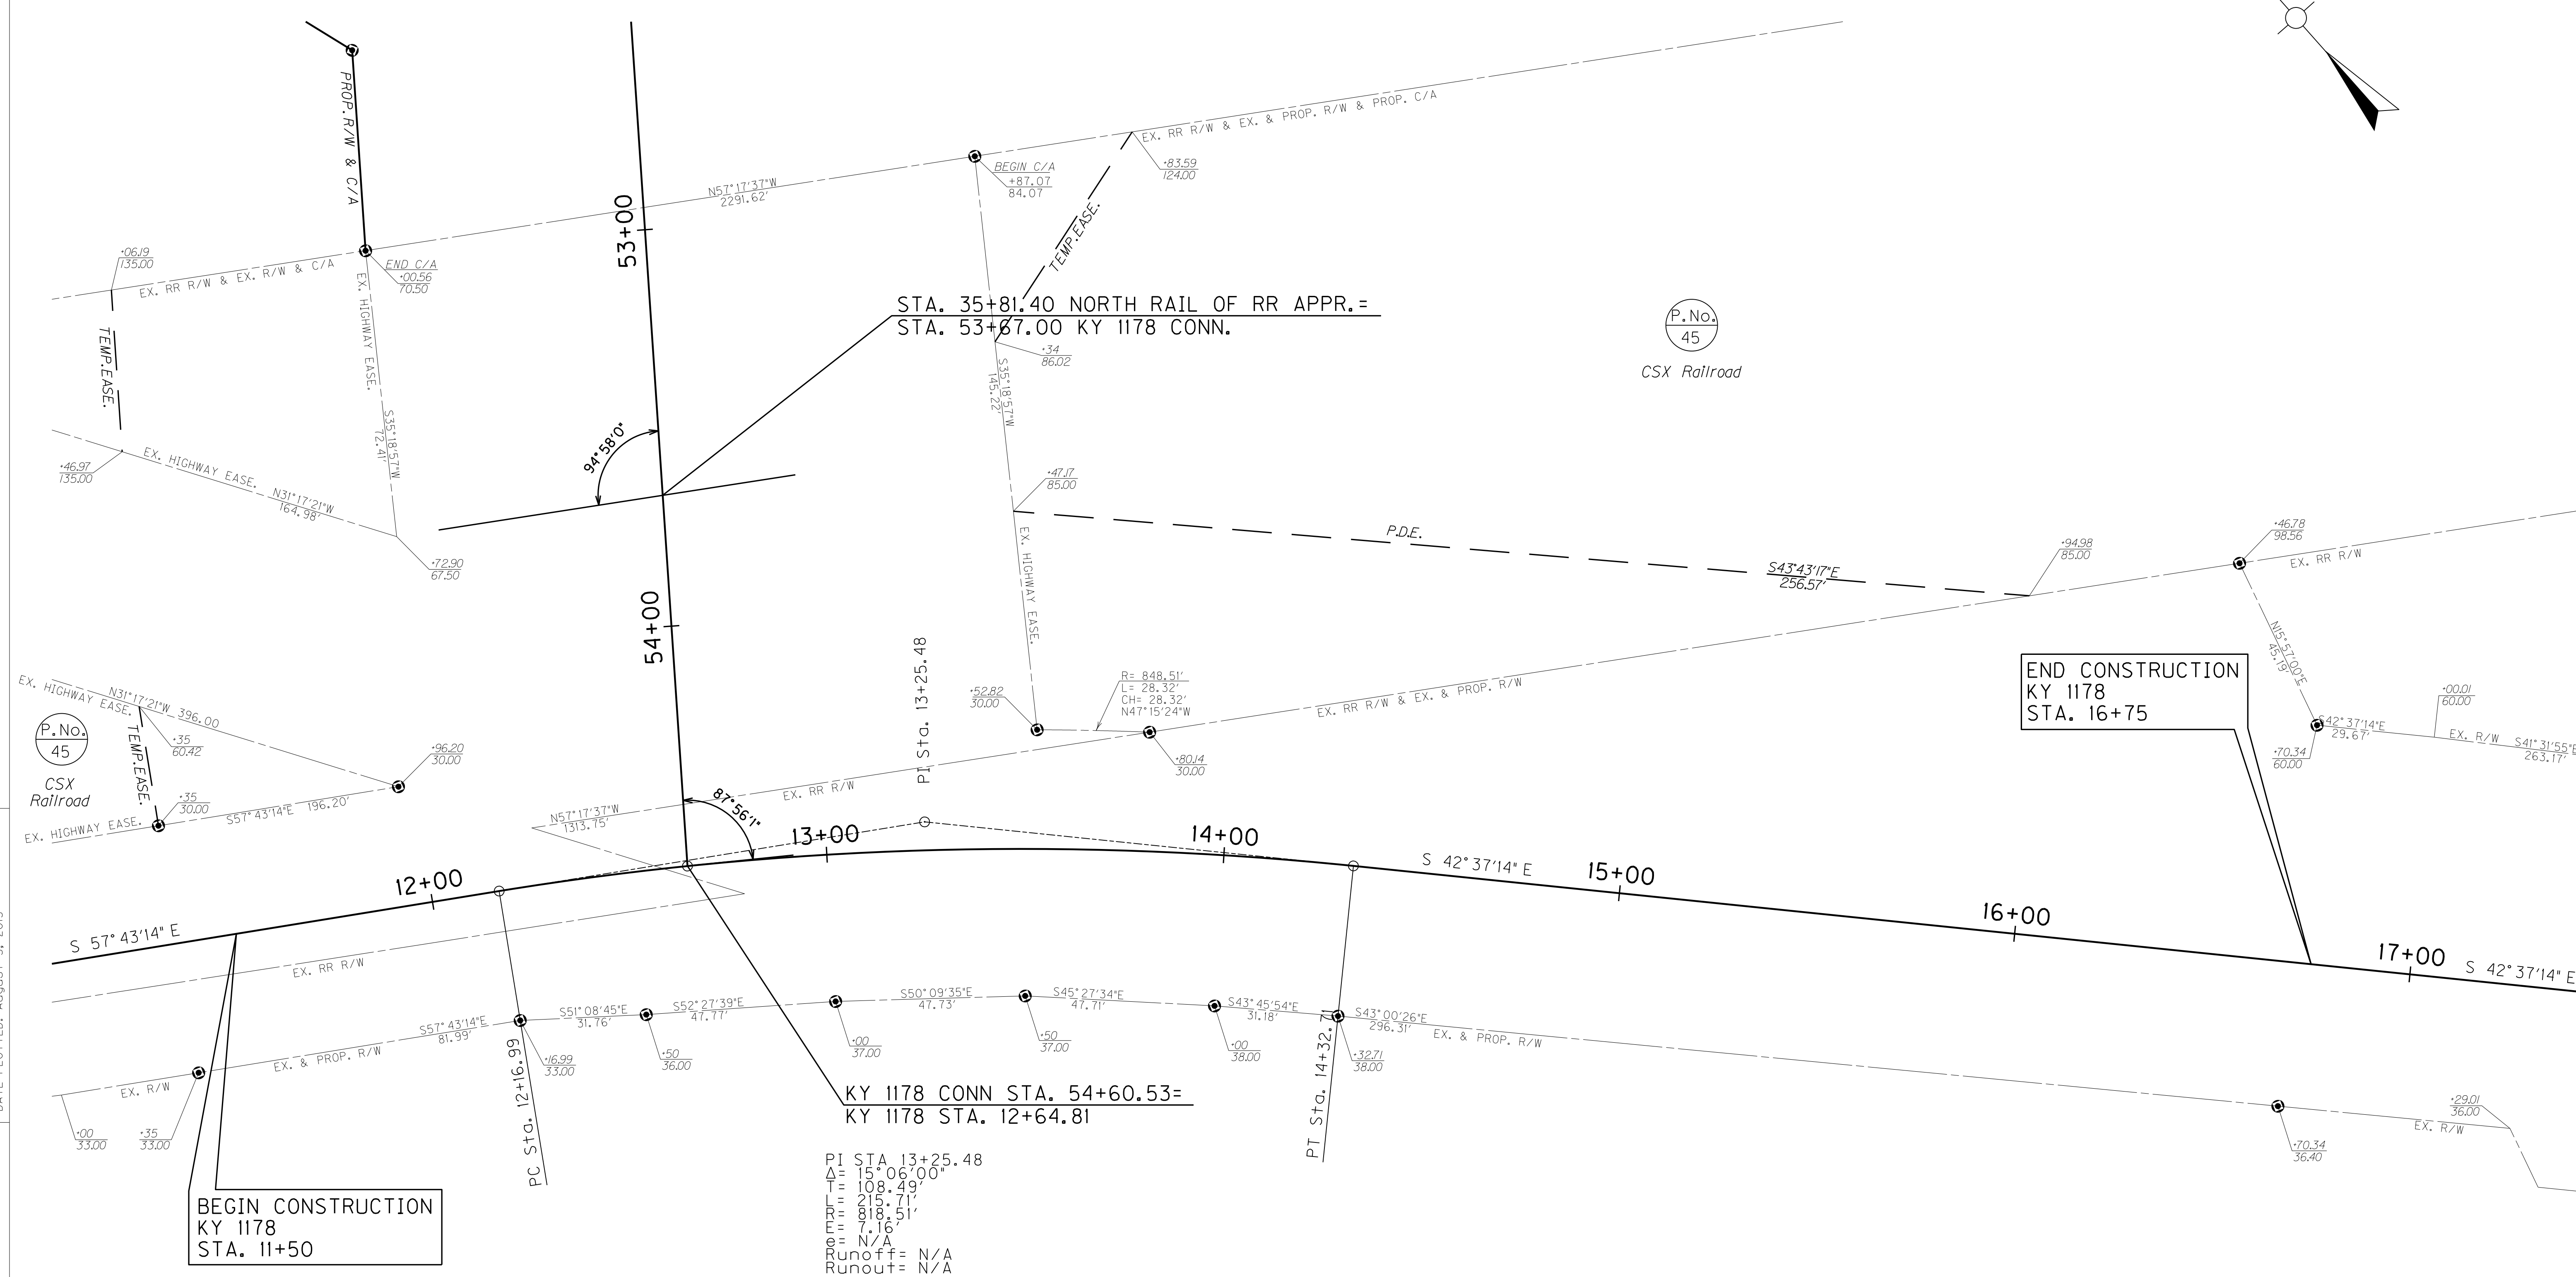 PROP. R/W & C/A
53+00
N57°17'37"W
2291.62'
BEGIN C/A
+87.07
84.07
EX. RR R/W & EX. & PROP. R/W & PROP. C/A
+83.59
124.00
TEMP.EASE.
+06.19
135.00
EX. RR R/W & EX. R/W & C/A
END C/A
+00.56
70.50
EX. HIGHWAY EASE.
S35°18'57"W
72.41'
TEMP.EASE.
STA. 35+81.40 NORTH RAIL OF RR APPR.=
STA. 53+67.00 KY 1178 CONN.
+34
86.02
S35°18'57"W
145.22'
P.No.
45
CSX Railroad
94°58'0"
+46.97
135.00
EX. HIGHWAY EASE.
N31°17'21"W
164.98'
+72.90
67.50
+47.17
85.00
EX. HIGHWAY EASE.
P.D.E.
S43°43'17"E
256.57'
+94.98
85.00
+46.78
98.56
EX. RR R/W
54+00
PI Sta. 13+25.48
+52.82
30.00
R= 848.51'
L= 28.32'
CH= 28.32'
N47°15'24"W
+80.14
30.00
EX. RR R/W & EX. & PROP. R/W
END CONSTRUCTION
KY 1178
STA. 16+75
N15°57'00"E
45.19'
+00.01
60.00
+70.34
60.00
S42°37'14"E
29.67'
EX. R/W
S41°31'55"E
263.17'
EX. HIGHWAY EASE.
N31°17'21"W 396.00
P.No.
45
CSX
Railroad
TEMP.EASE.
+35
60.42
+35
30.00
+96.20
30.00
EX. HIGHWAY EASE.
S57°43'14"E 196.20'
N57°17'37"W
1313.75'
EX. RR R/W
87°56'1"
12+00
13+00
14+00
S 42°37'14" E
15+00
16+00
17+00
S 42°37'14" E
S 57°43'14" E
EX. RR R/W
EX. R/W
EX. & PROP. R/W
S57°43'14"E
81.99'
S51°08'45"E
31.76'
S52°27'39"E
47.77'
S50°09'35"E
47.73'
S45°27'34"E
47.71'
S43°45'54"E
31.18'
S43°00'26"E
296.31'
EX. & PROP. R/W
+00
33.00
+35
33.00
PC Sta. 12+16.99
+16.99
33.00
+50
36.00
+00
37.00
+50
37.00
+00
38.00
PT Sta. 14+32.71
+32.71
38.00
+70.34
36.40
EX. R/W
+29.01
36.00
KY 1178 CONN STA. 54+60.53=
KY 1178 STA. 12+64.81
BEGIN CONSTRUCTION
KY 1178
STA. 11+50
PI STA 13+25.48
Δ= 15°06'00"
T= 108.49'
L= 215.71'
R= 818.51'
E= 7.16'
e= N/A
Runoff= N/A
Runout= N/A